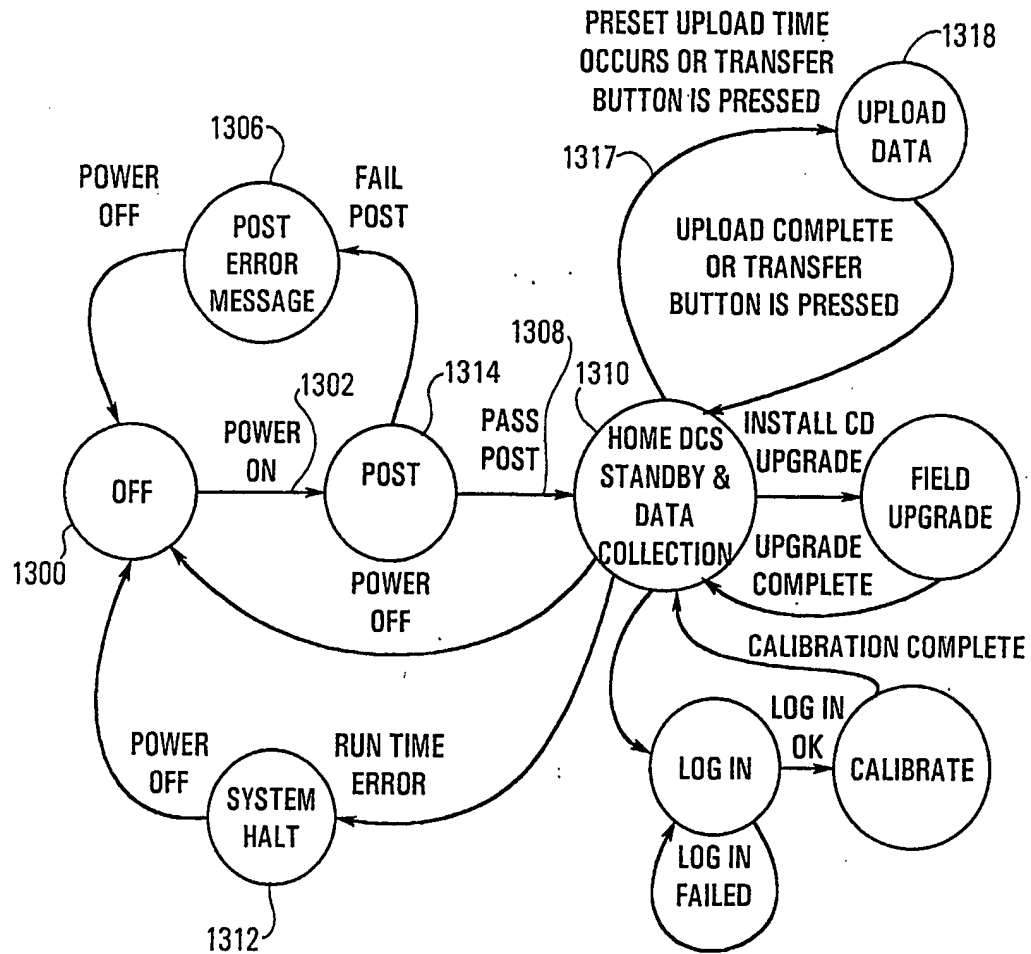 PRESET UPLOAD TIME
OCCURS OR TRANSFER
BUTTON IS PRESSED
1318
UPLOAD
DATA
1317
1306
POWER
OFF
FAIL
POST
POST
ERROR
MESSAGE
UPLOAD COMPLETE
OR TRANSFER
BUTTON IS PRESSED
1308
1310
1314
1302
POWER
ON
PASS
POST
OFF
POST
HOME DCS
STANDBY &
DATA
COLLECTION
INSTALL CD
UPGRADE
FIELD
UPGRADE
UPGRADE
COMPLETE
1300
POWER
OFF
CALIBRATION COMPLETE
POWER
OFF
RUN TIME
ERROR
SYSTEM
HALT
1312
LOG IN
LOG IN
OK
CALIBRATE
LOG IN
FAILED